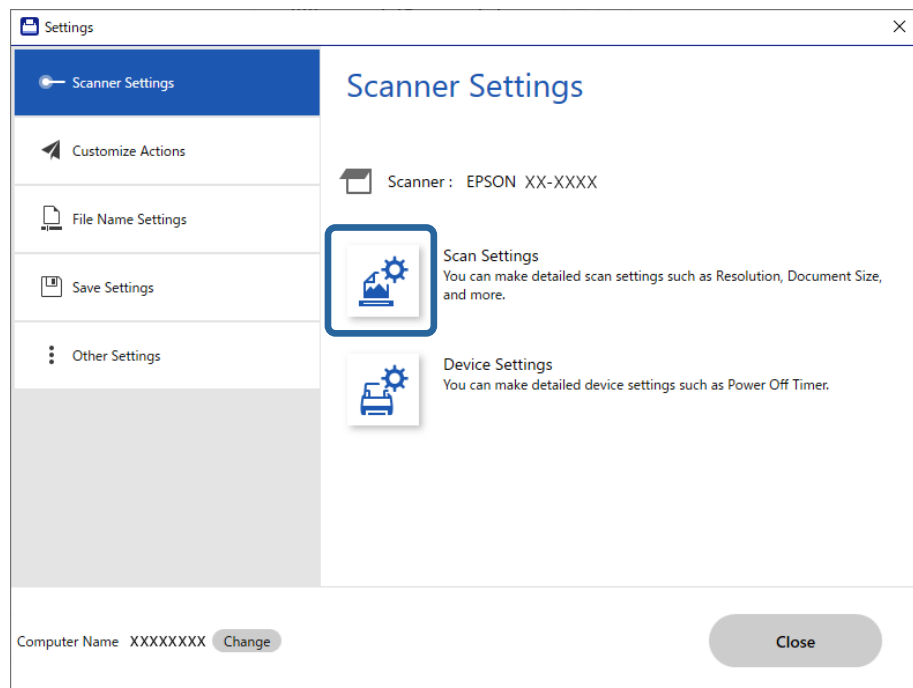 Settings
Scanner Settings
Customize Actions
File Name Settings
Save Settings
Other Settings
Scanner Settings
Scanner : EPSON XX-XXXX
Scan Settings
You can make detailed scan settings such as Resolution, Document Size,
and more.
Device Settings
You can make detailed device settings such as Power Off Timer.
Computer Name XXXXXXXX Change
Close